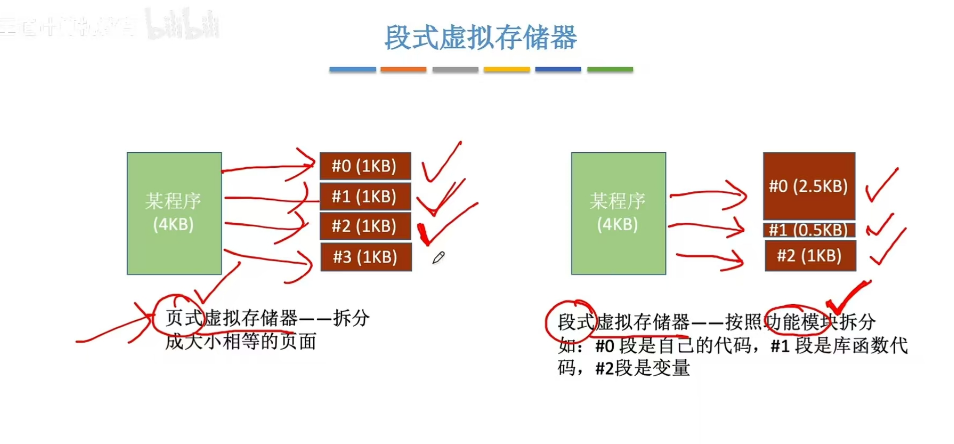 bilibili
段式虚拟存储器
某程序
(4KB)
#0 (1KB)
#1 (1KB)
#2 (1KB)
#3 (1KB)
页式虚拟存储器——拆分
成大小相等的页面
某程序
(4KB)
#0 (2.5KB)
#1 (0.5KB)
#2 (1KB)
段式虚拟存储器——按照功能模块拆分
如：#0 段是自己的代码，#1 段是库函数代
码，#2段是变量